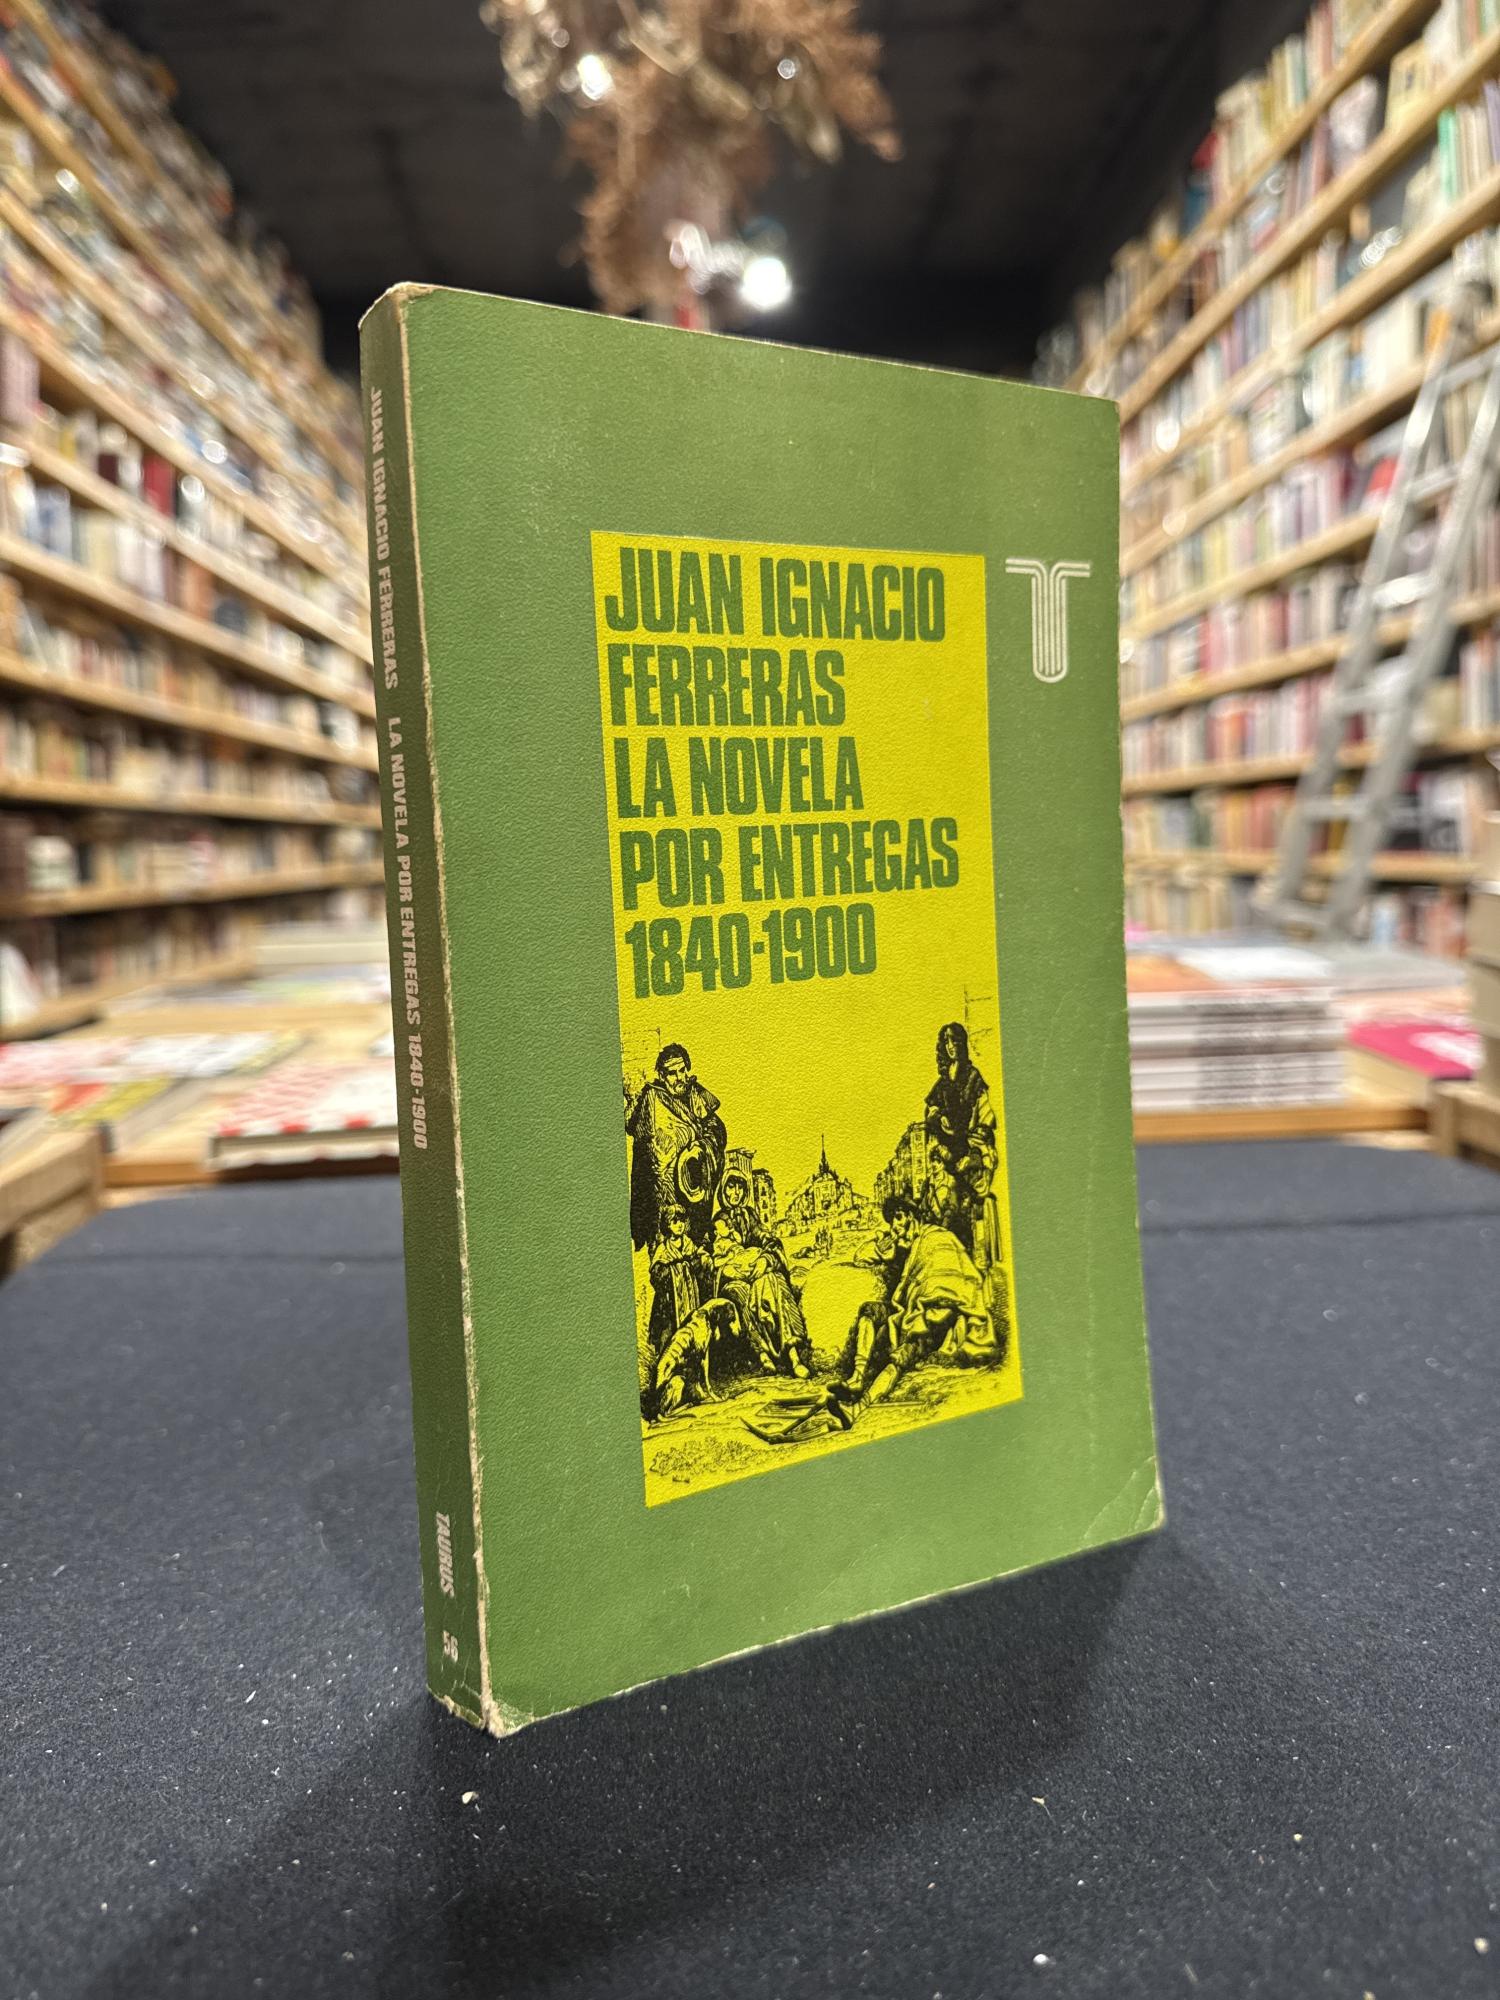 JUAN IGNACIO
FERRERAS
LA NOVELA
POR ENTREGAS
1840-1900
JUAN IGNACIO FERRERAS LA NOVELA POR ENTREGAS 1840-1900
TAURUS 56